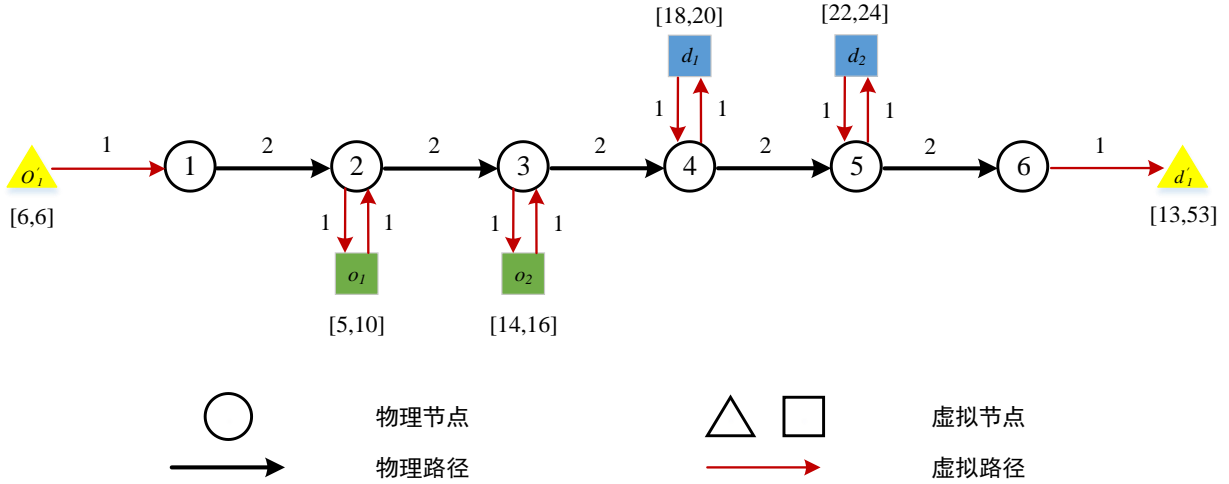 [18,20] [22,24]
d₁ d₂
1 1 1 1
1 2 2 2 2 2 1
O'₁ 1 2 3 4 5 6 d'₁
[6,6] [13,53]
1 1 1 1
o₁ o₂
[5,10] [14,16]
物理节点 虚拟节点
物理路径 虚拟路径